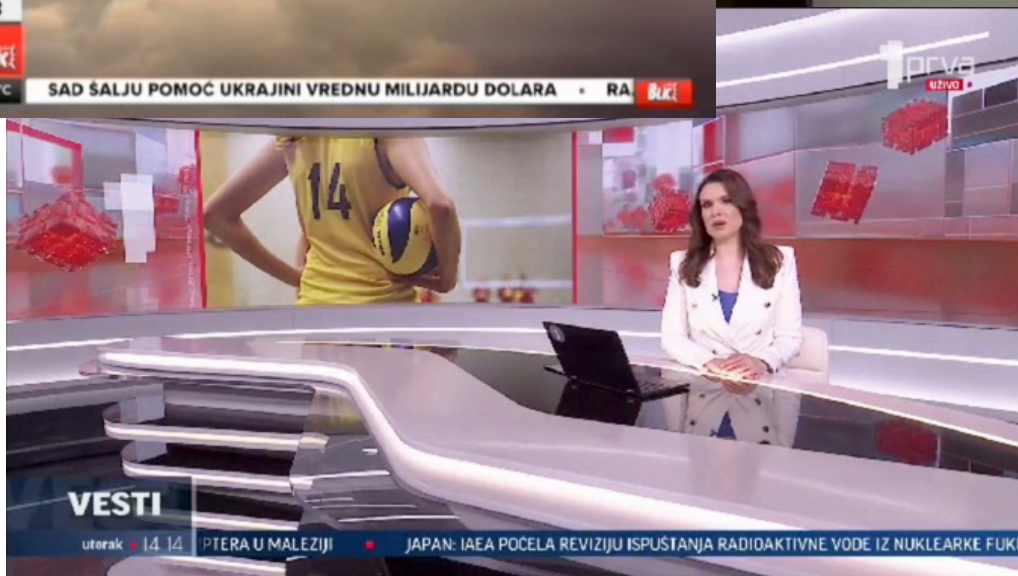 SAD ŠALJU POMOĆ UKRAJINI VREDNU MILIJARDU DOLARA • RA
BLIC
prva
UŽIVO
14
VESTI
utorak • 14 14 IPTERA U MALEZIJI • JAPAN: IAEA POČELA REVIZIJU ISPUŠTANJA RADIOAKTIVNE VODE IZ NUKLEARKE FUK